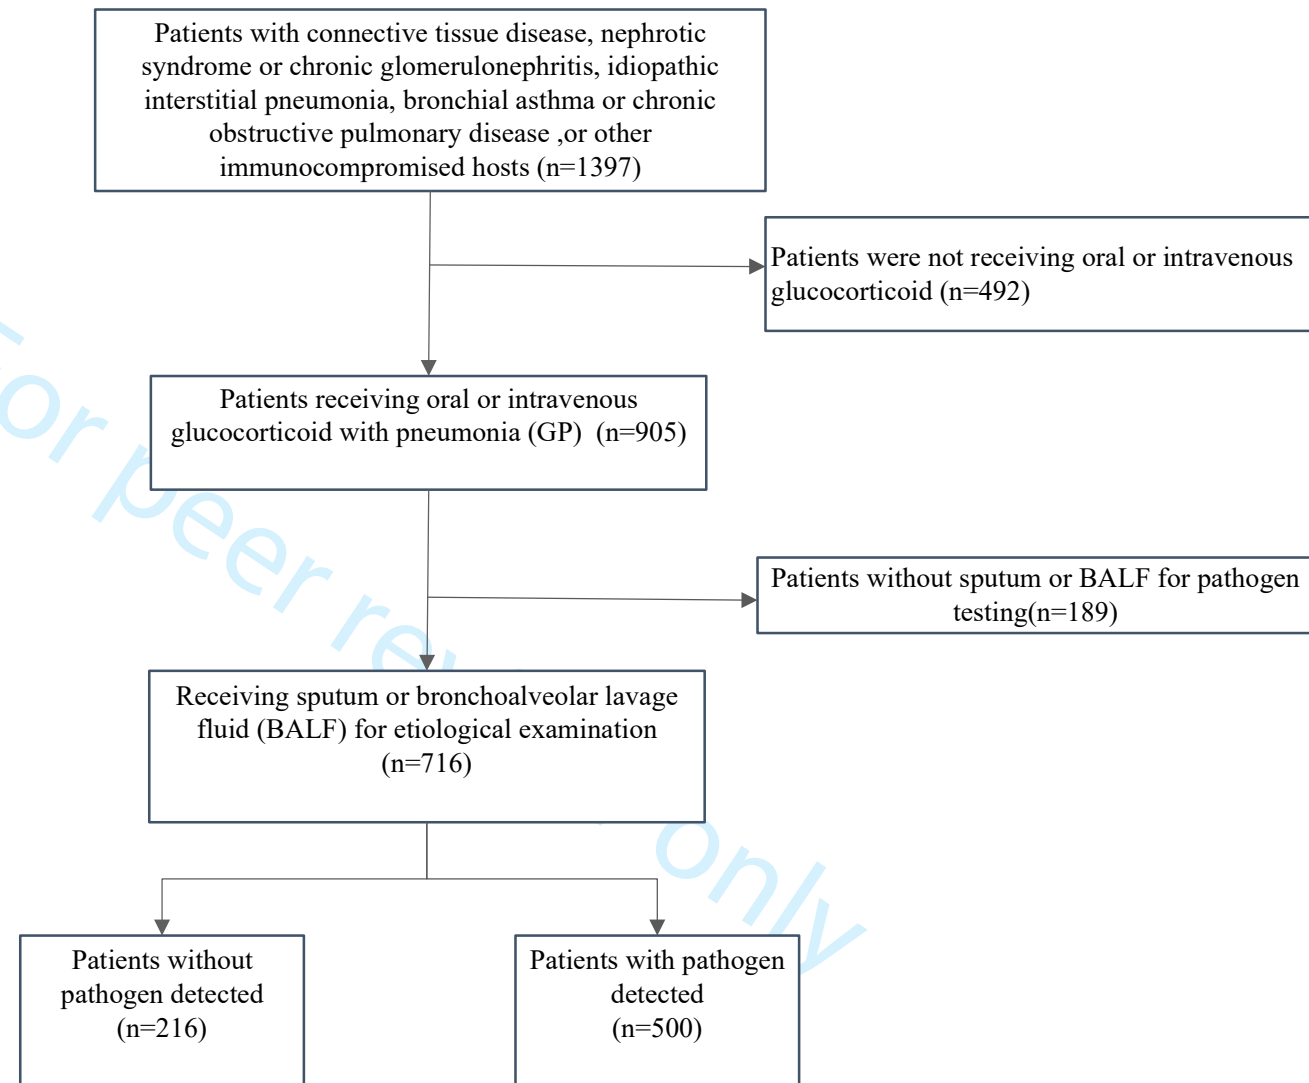 Patients with connective tissue disease, nephrotic
syndrome or chronic glomerulonephritis, idiopathic
interstitial pneumonia, bronchial asthma or chronic
obstructive pulmonary disease ,or other
immunocompromised hosts (n=1397)
Patients were not receiving oral or intravenous
glucocorticoid (n=492)
Patients receiving oral or intravenous
glucocorticoid with pneumonia (GP) (n=905)
Patients without sputum or BALF for pathogen
testing(n=189)
Receiving sputum or bronchoalveolar lavage
fluid (BALF) for etiological examination
(n=716)
Patients without
pathogen detected
(n=216)
Patients with pathogen
detected
(n=500)
For peer rev only